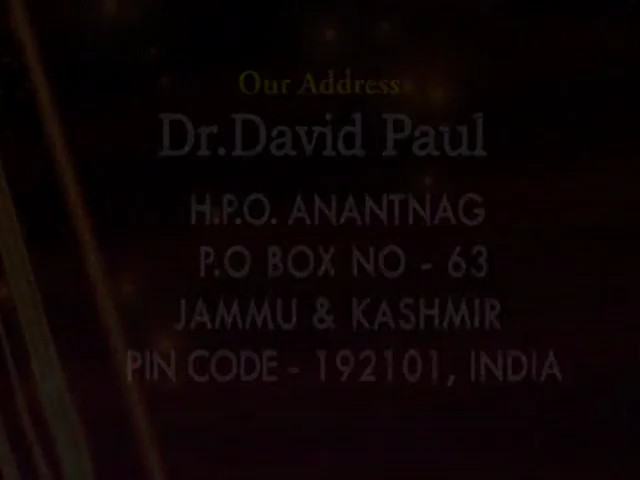 Our Address
Dr.David Paul
H.P.O. ANANTNAG
P.O BOX NO - 63
JAMMU & KASHMIR
PIN CODE - 192101, INDIA